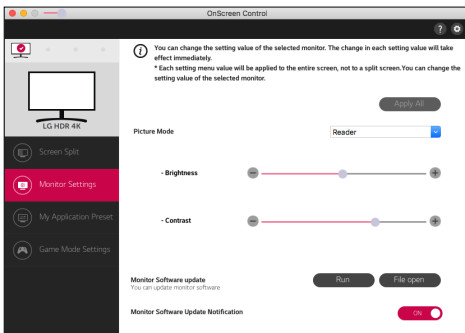 OnScreen Control
?
i
You can change the setting value of the selected monitor. The change in each setting value will take
effect immediately.
* Each setting menu value will be applied to the entire screen, not to a split screen.You can change the
setting value of the selected monitor.
LG HDR 4K
Apply All
Picture Mode
Reader
Screen Split
- Brightness
Monitor Settings
My Application Preset
- Contrast
Game Mode Settings
Monitor Software update
You can update monitor software
Run
File open
Monitor Software Update Notification
ON